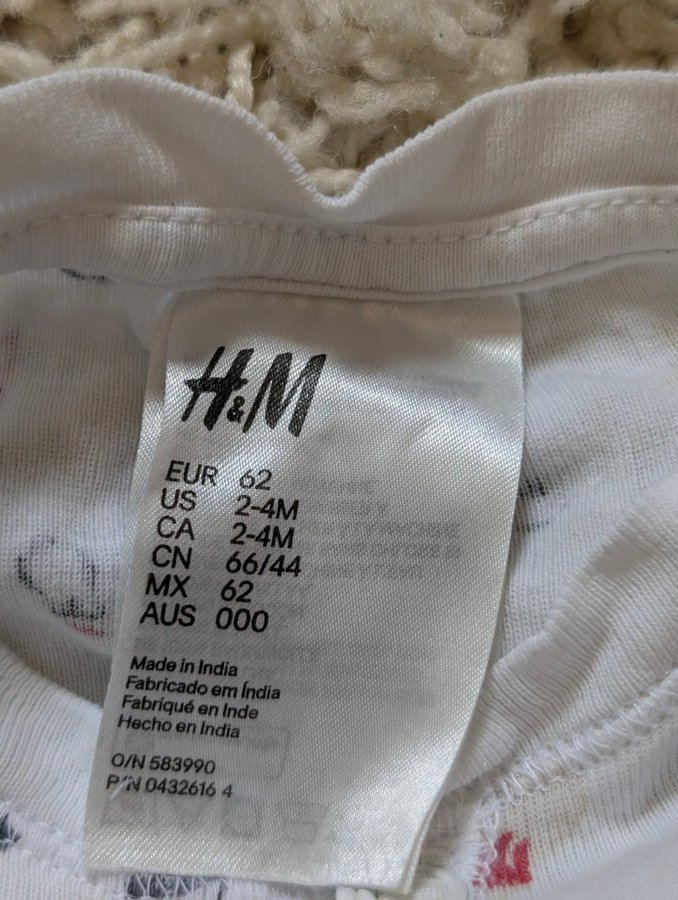 H&M
EUR 62
US 2-4M
CA 2-4M
CN 66/44
MX 62
AUS 000
Made in India
Fabricado em Índia
Fabriqué en Inde
Hecho en India
O/N 583990
P/N 0432616 4